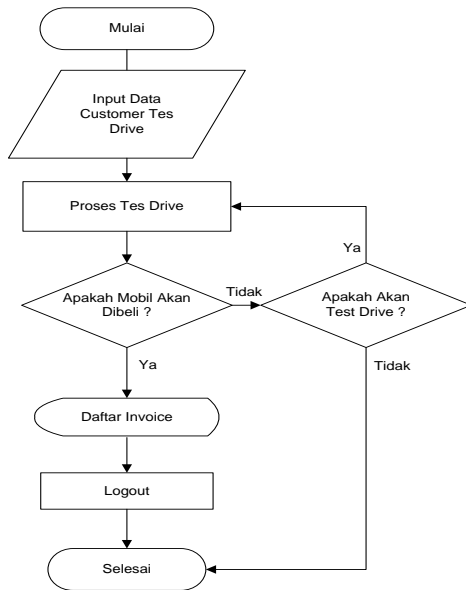 Mulai
Input Data
Customer Tes
Drive
Proses Tes Drive
Ya
Apakah Mobil Akan
Dibeli ?
Tidak
Apakah Akan
Test Drive ?
Ya
Tidak
Daftar Invoice
Logout
Selesai